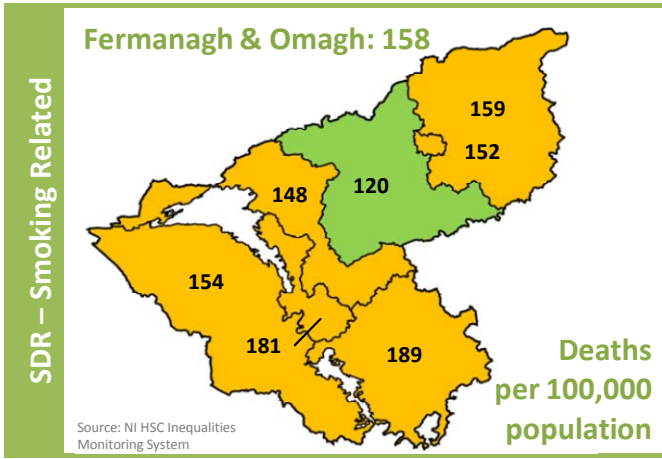 SDR – Smoking Related
Fermanagh & Omagh: 158
159
152
120
148
154
181
189
Deaths
per 100,000
population
Source: NI HSC Inequalities
Monitoring System